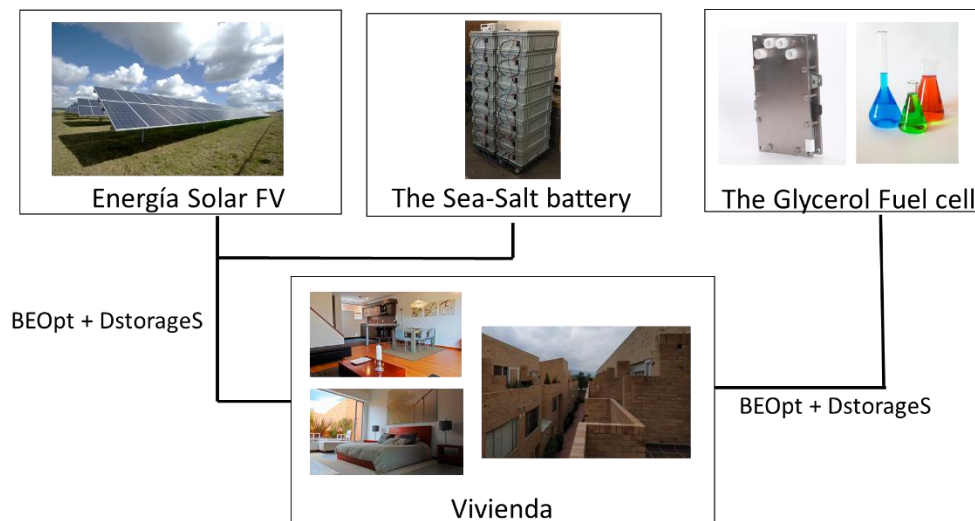 Energía Solar FV
The Sea-Salt battery
The Glycerol Fuel cell
BEOpt + DstorageS
BEOpt + DstorageS
Vivienda